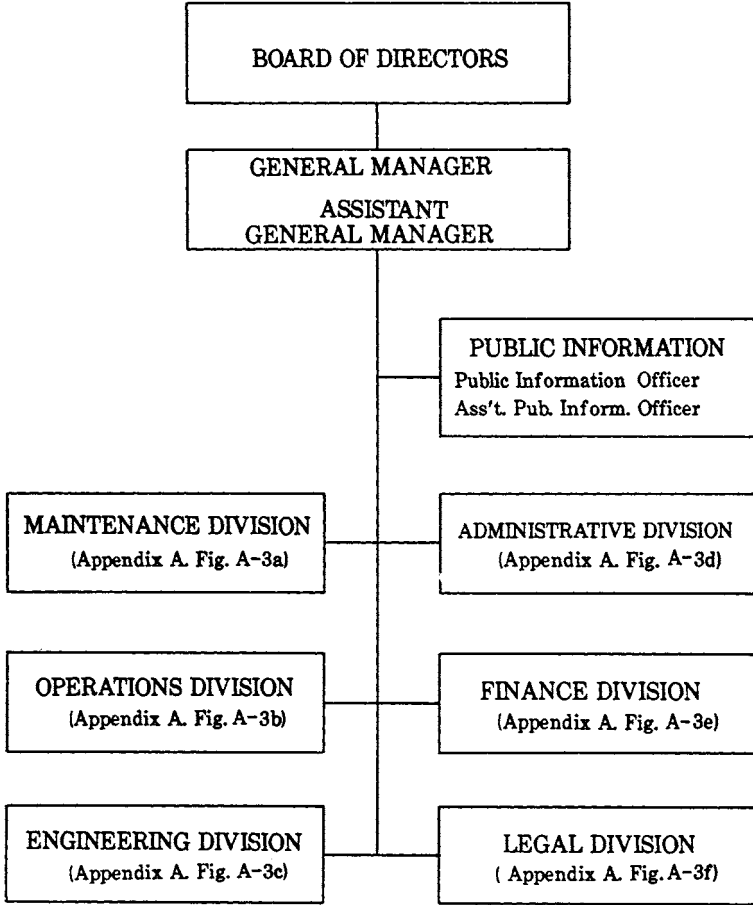 BOARD OF DIRECTORS
GENERAL MANAGER
ASSISTANT
GENERAL MANAGER
PUBLIC INFORMATION
Public Information Officer
Ass't. Pub. Inform. Officer
MAINTENANCE DIVISION
(Appendix A. Fig. A-3a)
ADMINISTRATIVE DIVISION
(Appendix A. Fig. A-3d)
OPERATIONS DIVISION
(Appendix A. Fig. A-3b)
FINANCE DIVISION
(Appendix A. Fig. A-3e)
ENGINEERING DIVISION
(Appendix A. Fig. A-3c)
LEGAL DIVISION
( Appendix A. Fig. A-3f)